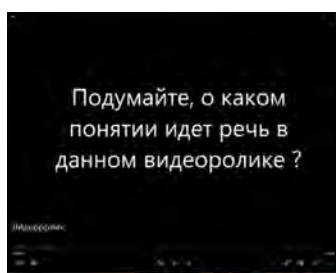 Подумайте, о каком
понятии идет речь в
данном видеоролике ?